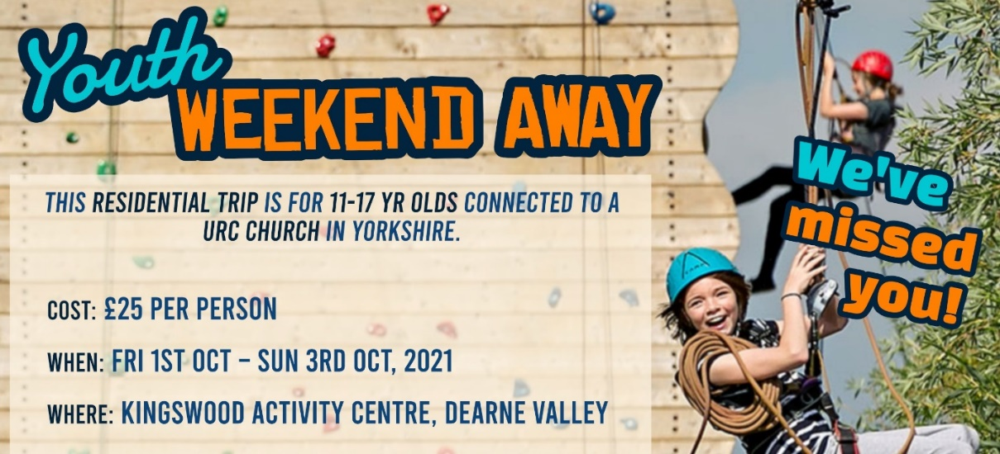 Youth
WEEKEND AWAY
THIS RESIDENTIAL TRIP IS FOR 11-17 YR OLDS CONNECTED TO A
URC CHURCH IN YORKSHIRE.
COST: £25 PER PERSON
WHEN: FRI 1ST OCT – SUN 3RD OCT, 2021
WHERE: KINGSWOOD ACTIVITY CENTRE, DEARNE VALLEY
We've
missed
you!